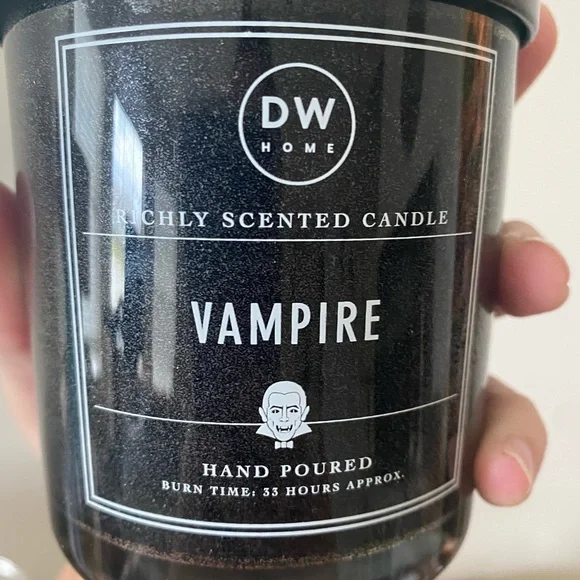 DW
HOME
RICHLY SCENTED CANDLE
VAMPIRE
HAND POURED
BURN TIME: 33 HOURS APPROX.